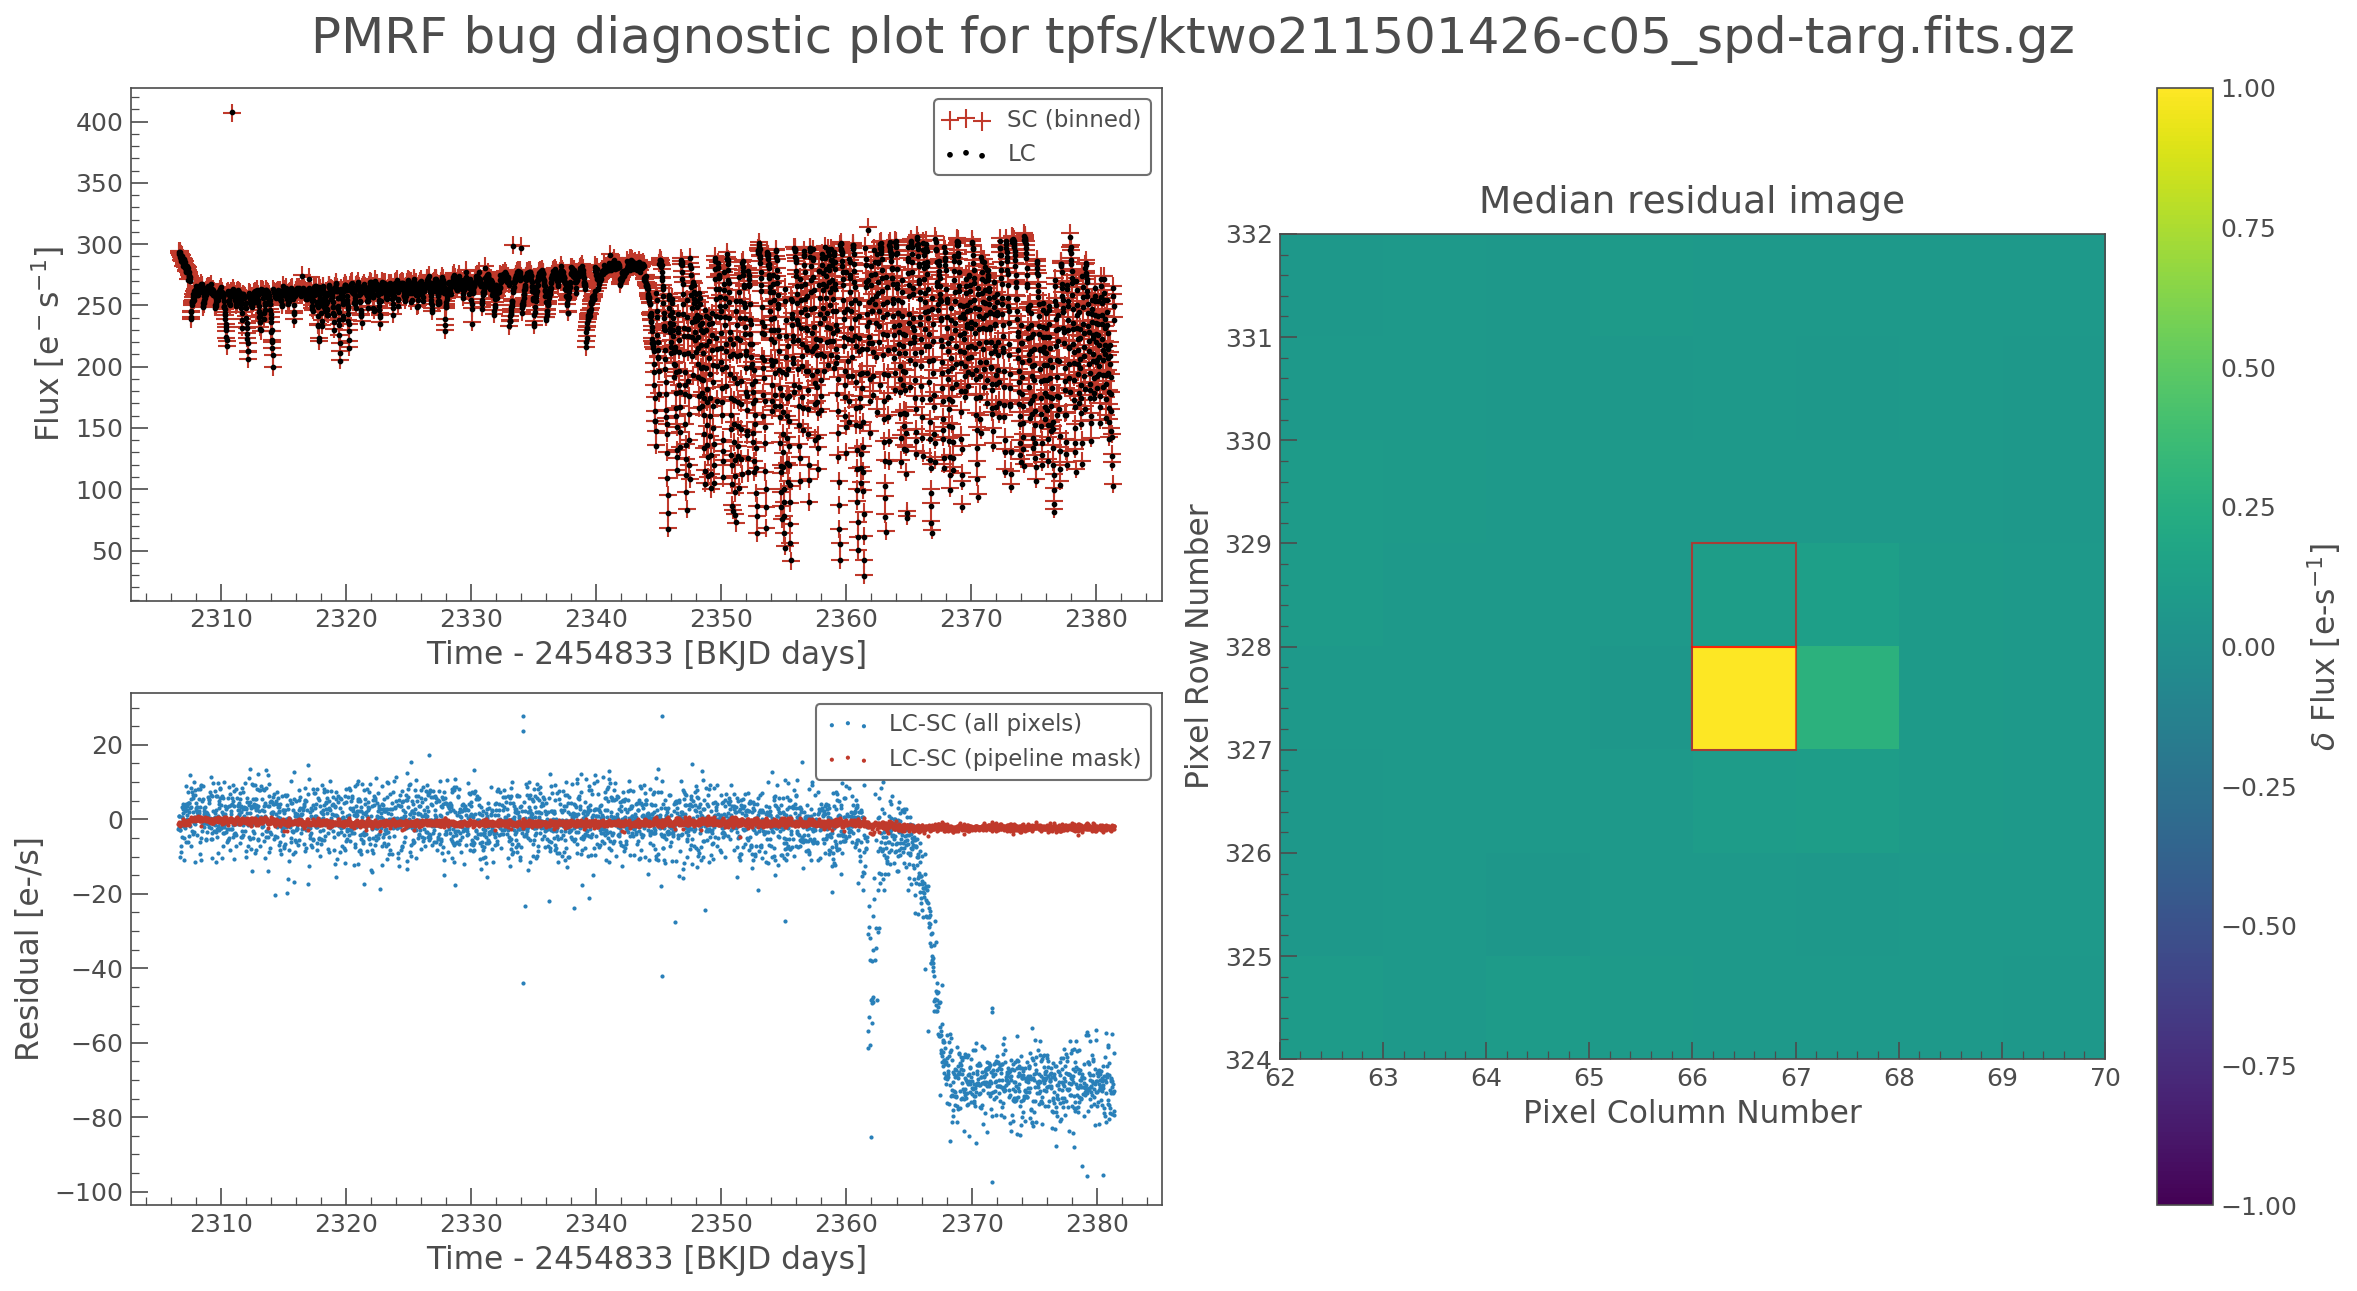 PMRF bug diagnostic plot for tpfs/ktwo211501426-c05_spd-targ.fits.gz
SC (binned)
LC
400
350
300
250
200
150
100
50
Flux [e⁻ s⁻¹]
2310 2320 2330 2340 2350 2360 2370 2380
Time - 2454833 [BKJD days]
LC-SC (all pixels)
LC-SC (pipeline mask)
20
0
−20
−40
−60
−80
−100
Residual [e-/s]
2310 2320 2330 2340 2350 2360 2370 2380
Time - 2454833 [BKJD days]
Median residual image
332
331
330
329
328
327
326
325
324
Pixel Row Number
62 63 64 65 66 67 68 69 70
Pixel Column Number
1.00
0.75
0.50
0.25
0.00
−0.25
−0.50
−0.75
−1.00
δ Flux [e-s⁻¹]